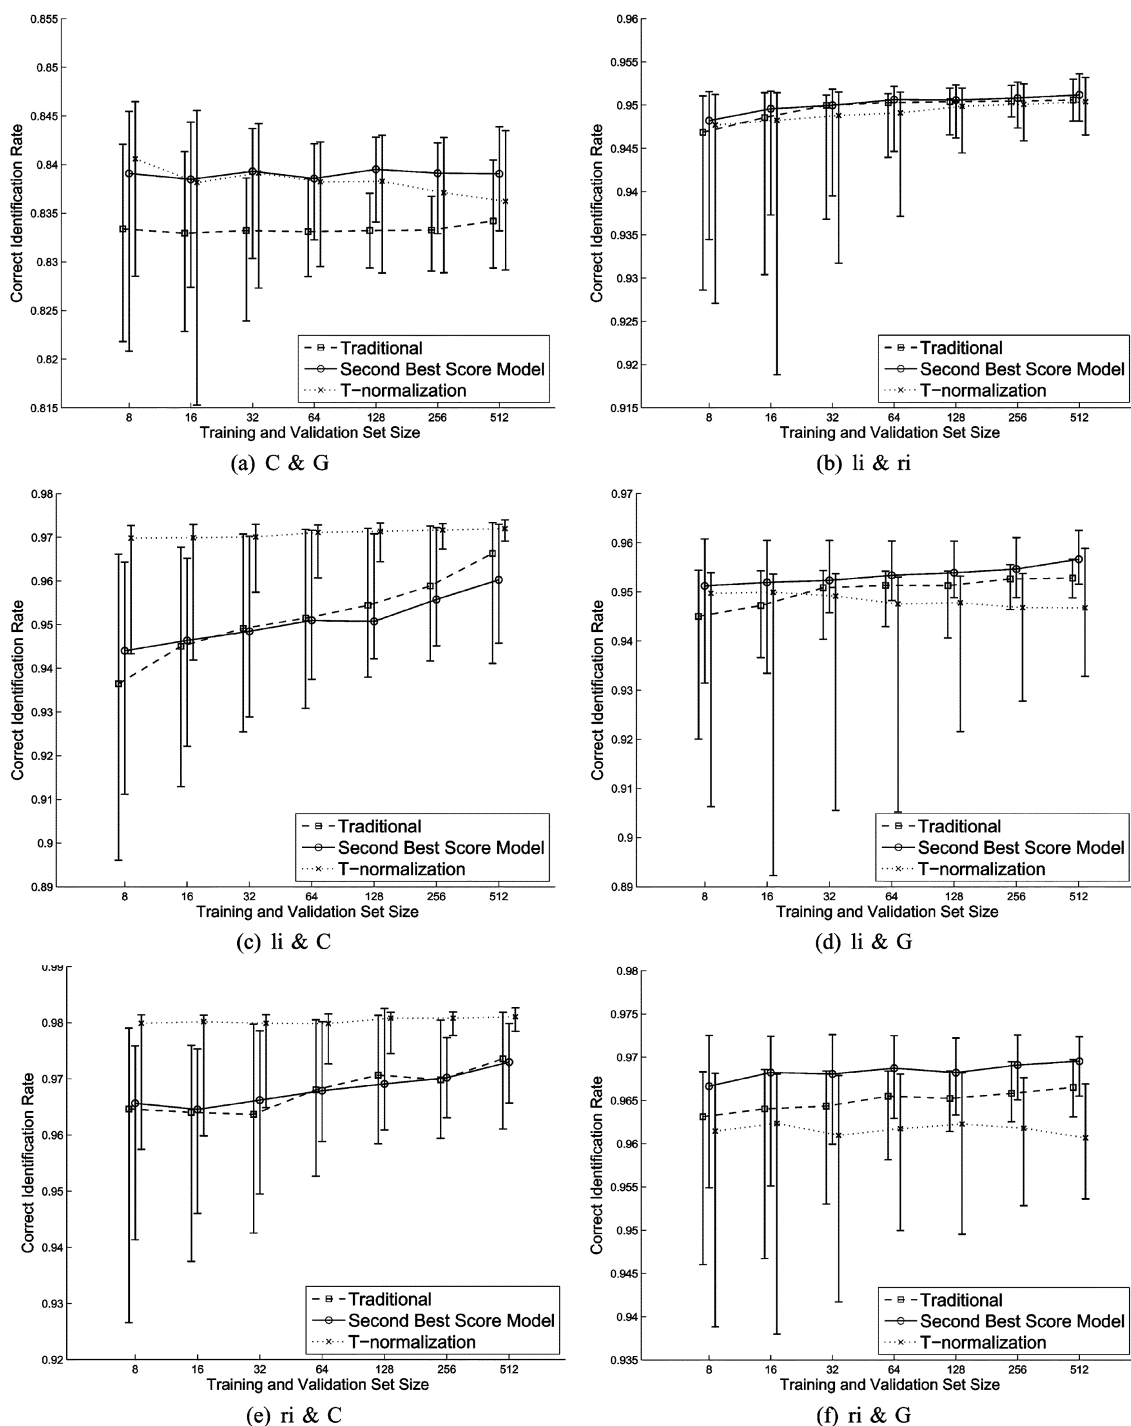 0.855
0.85
0.845
0.84
0.835
0.83
0.825
0.82
0.815
Correct Identification Rate
8 16 32 64 128 256 512
Training and Validation Set Size
Traditional
Second Best Score Model
T−normalization
(a) C & G
0.96
0.955
0.95
0.945
0.94
0.935
0.93
0.925
0.92
0.915
Correct Identification Rate
8 16 32 64 128 256 512
Training and Validation Set Size
Traditional
Second Best Score Model
T−normalization
(b) li & ri
0.98
0.97
0.96
0.95
0.94
0.93
0.92
0.91
0.9
0.89
Correct Identification Rate
8 16 32 64 128 256 512
Training and Validation Set Size
Traditional
Second Best Score Model
T−normalization
(c) li & C
0.97
0.96
0.95
0.94
0.93
0.92
0.91
0.9
0.89
Correct Identification Rate
8 16 32 64 128 256 512
Training and Validation Set Size
Traditional
Second Best Score Model
T−normalization
(d) li & G
0.99
0.98
0.97
0.96
0.95
0.94
0.93
0.92
Correct Identification Rate
8 16 32 64 128 256 512
Training and Validation Set Size
Traditional
Second Best Score Model
T−normalization
(e) ri & C
0.98
0.975
0.97
0.965
0.96
0.955
0.95
0.945
0.94
0.935
Correct Identification Rate
8 16 32 64 128 256 512
Training and Validation Set Size
Traditional
Second Best Score Model
T−normalization
(f) ri & G